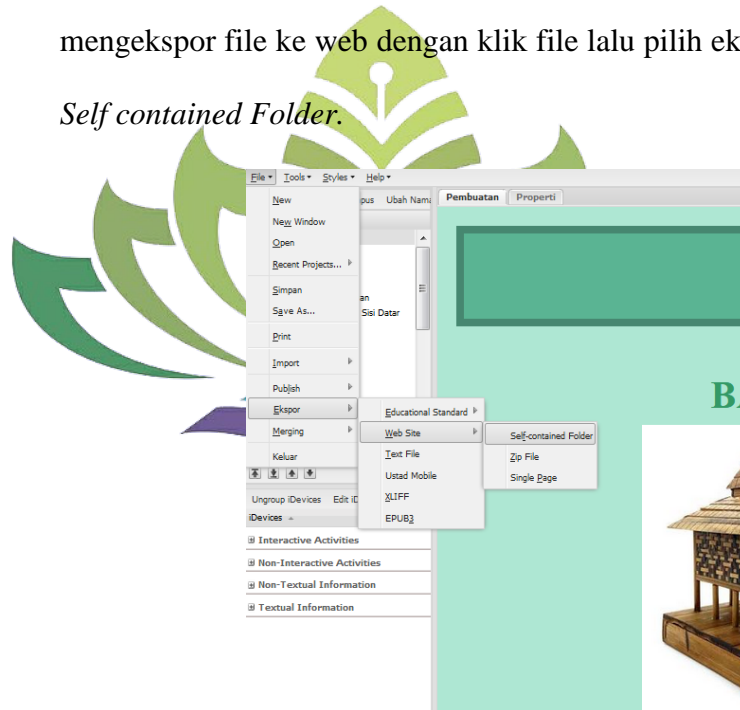 mengekspor file ke web dengan klik file lalu pilih ek
Self contained Folder.
File Tools Styles Help
New
pus Ubah Nama
Pembuatan Properti
New Window
Open
Recent Projects...
Simpan
an
Save As...
Sisi Datar
Print
Import
Publish
Ekspor
Educational Standard
BA
Merging
Web Site
Self-contained Folder
Keluar
Text File
Zip File
Ustad Mobile
Single Page
Ungroup iDevices Edit iD
XLIFF
iDevices
EPUB3
Interactive Activities
Non-Interactive Activities
Non-Textual Information
Textual Information